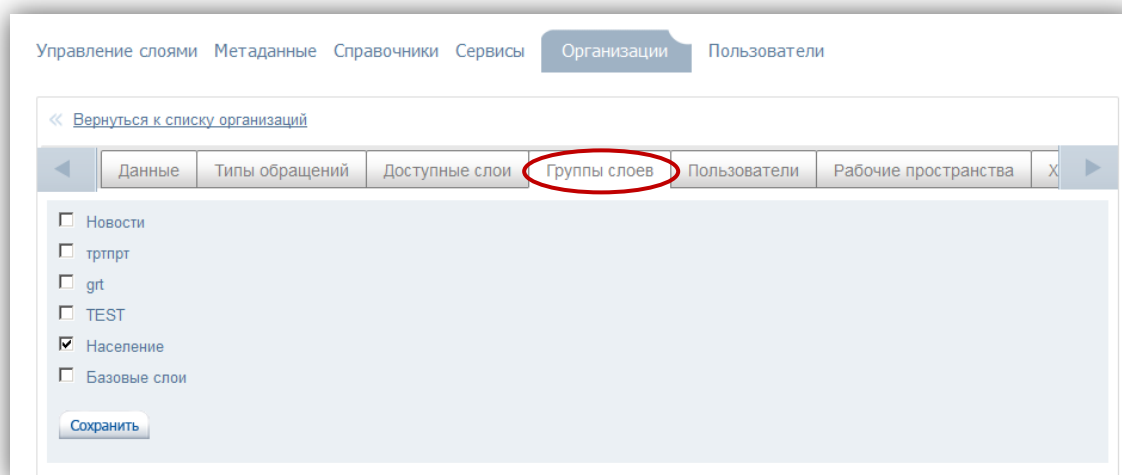 Управление слоями Метаданные Справочники Сервисы Организации Пользователи
« Вернуться к списку организаций
Данные Типы обращений Доступные слои Группы слоев Пользователи Рабочие пространства Х
Новости
тртпрт
grt
TEST
Население
Базовые слои
Сохранить